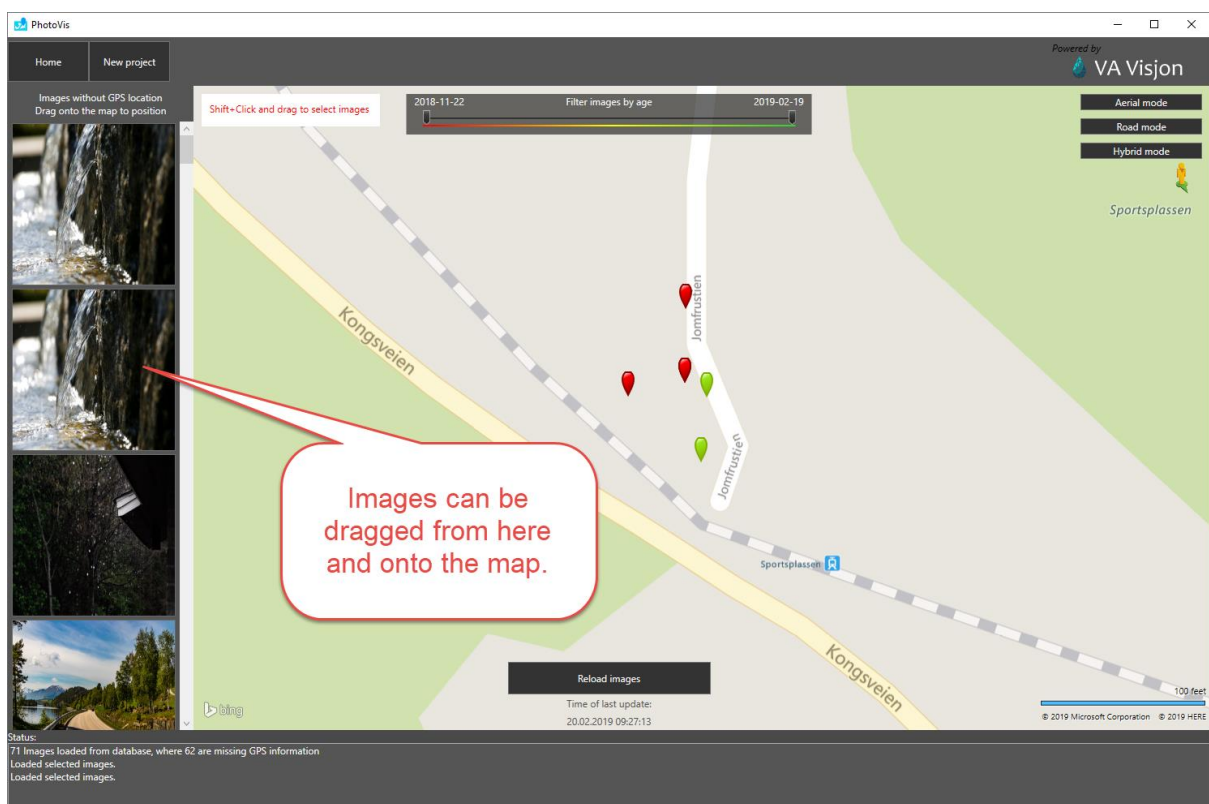 PhotoVis
Home
New project
Powered by
VA Visjon
Images without GPS location
Drag onto the map to position
Shift+Click and drag to select images
2018-11-22
Filter images by age
2019-02-19
Aerial mode
Road mode
Hybrid mode
Sportsplassen
Jomfrustien
Kongsveien
Jomfrustien
Images can be
dragged from here
and onto the map.
Sportsplassen
Kongsveien
Reload images
Time of last update:
20.02.2019 09:27:13
bing
100 feet
© 2019 Microsoft Corporation © 2019 HERE
Status:
71 Images loaded from database, where 62 are missing GPS information
Loaded selected images.
Loaded selected images.